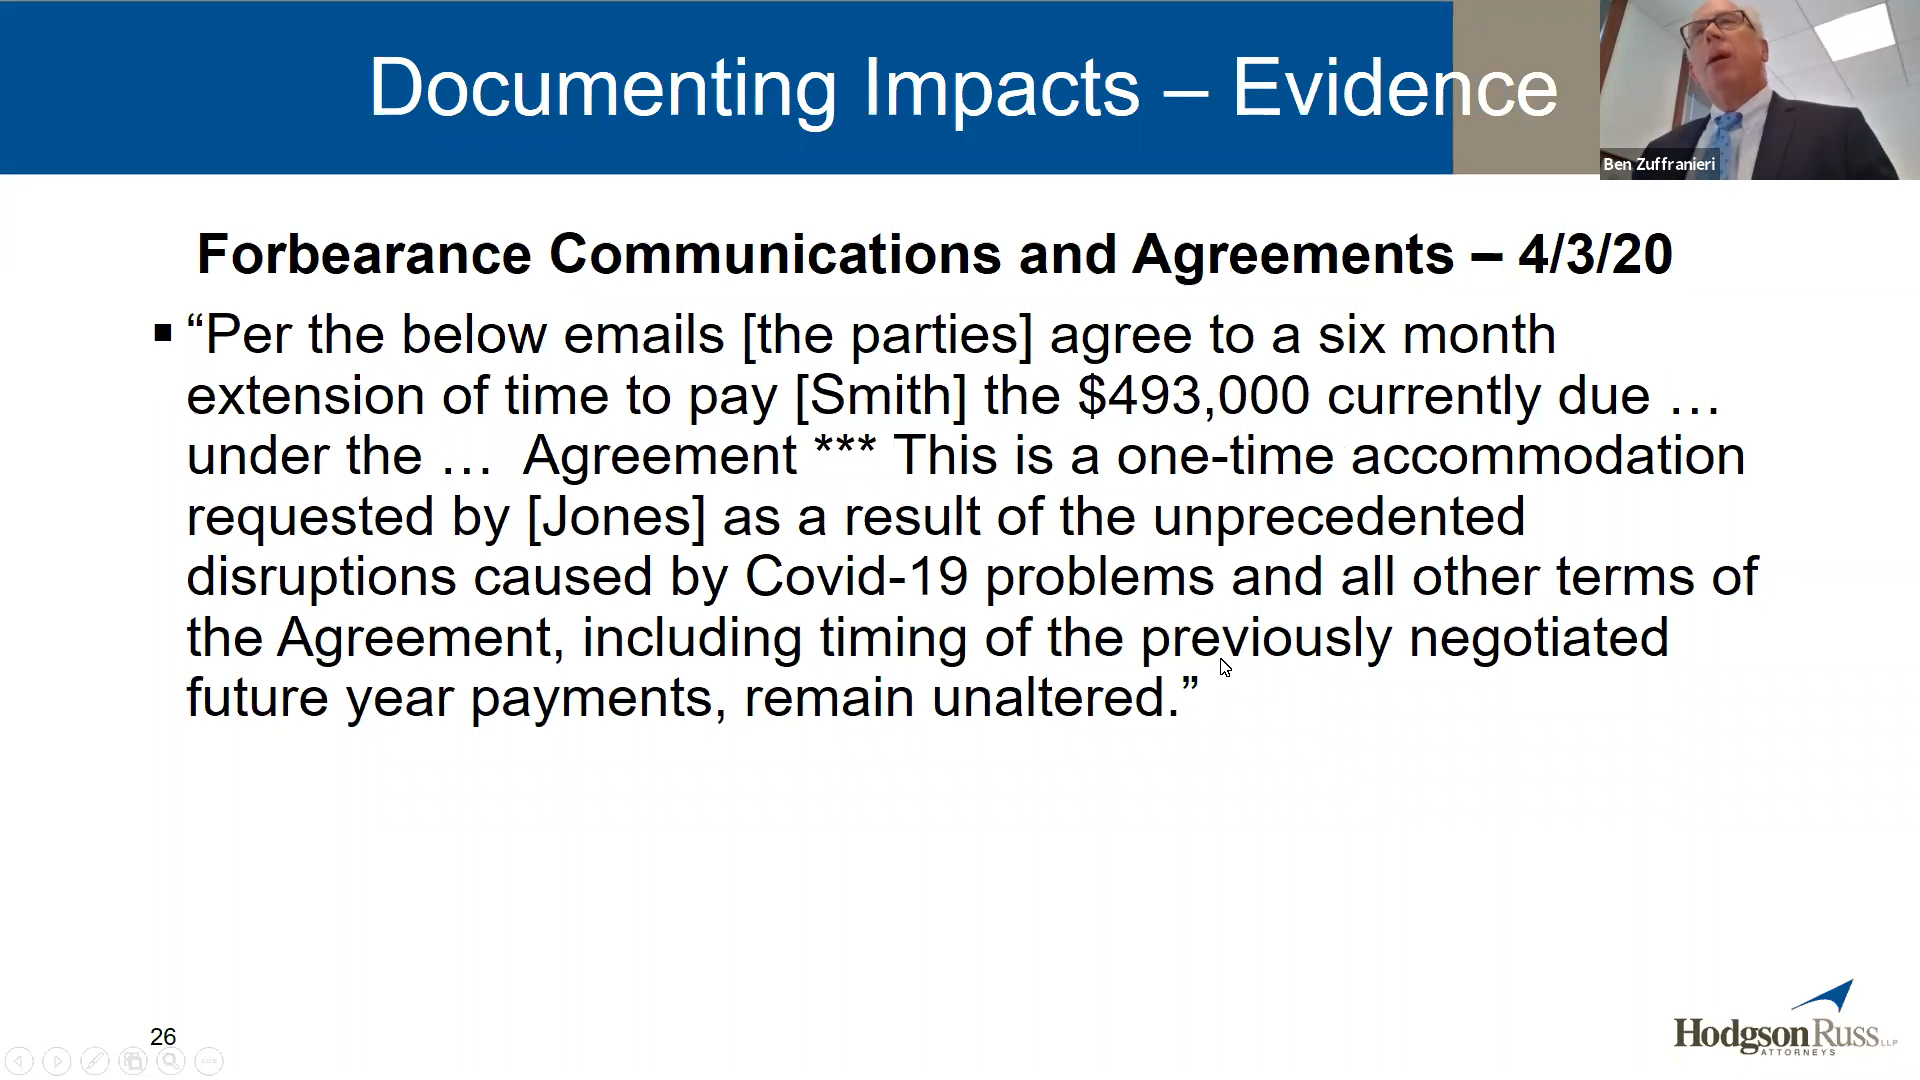 Documenting Impacts – Evidence
Ben Zuffranieri
Forbearance Communications and Agreements – 4/3/20
▪ “Per the below emails [the parties] agree to a six month
extension of time to pay [Smith] the $493,000 currently due …
under the … Agreement *** This is a one-time accommodation
requested by [Jones] as a result of the unprecedented
disruptions caused by Covid-19 problems and all other terms of
the Agreement, including timing of the previously negotiated
future year payments, remain unaltered.”
26
HodgsonRuss LLP
ATTORNEYS